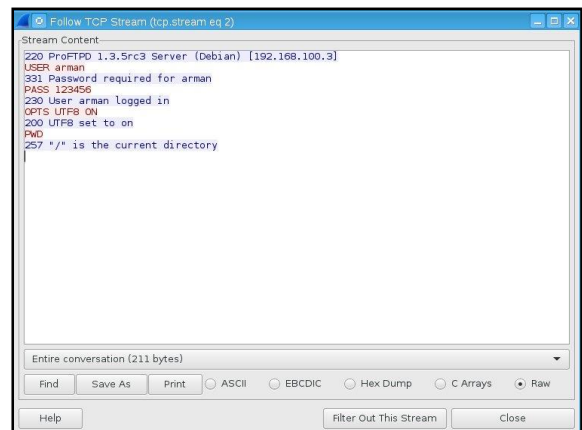 Follow TCP Stream (tcp.stream eq 2)
Stream Content
220 ProFTPD 1.3.5rc3 Server (Debian) [192.168.100.3]
USER arman
331 Password required for arman
PASS 123456
230 User arman logged in
OPTS UTF8 ON
200 UTF8 set to on
PWD
257 "/" is the current directory
Entire conversation (211 bytes)
Find Save As Print ASCII EBCDIC Hex Dump C Arrays Raw
Help Filter Out This Stream Close